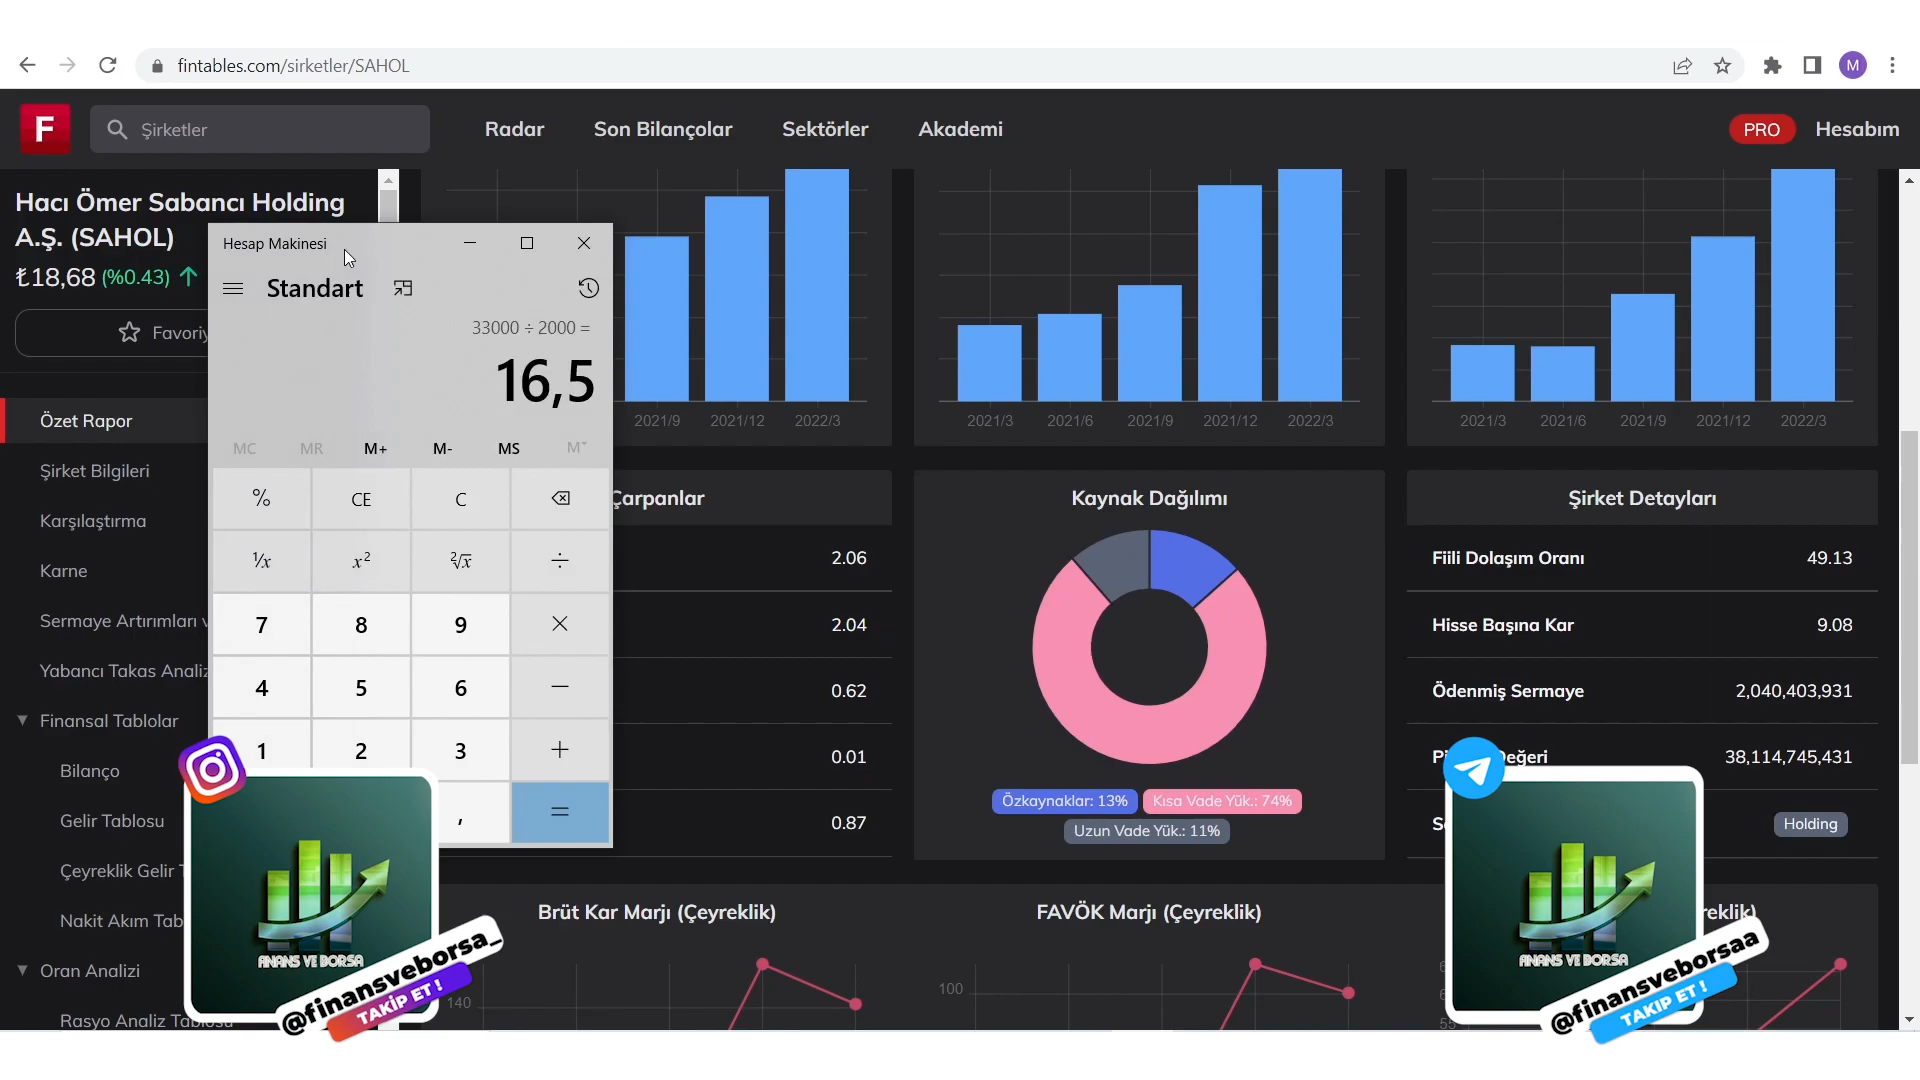 fintables.com/sirketler/SAHOL
M
F
Şirketler
Radar
Son Bilançolar
Sektörler
Akademi
PRO
Hesabım
Hacı Ömer Sabancı Holding
A.Ş. (SAHOL)
₺18,68 (%0.43)
Favoriy
Özet Rapor
Şirket Bilgileri
Karşılaştırma
Karne
Sermaye Artırımları v
Yabancı Takas Analiz
Finansal Tablolar
Bilanço
Gelir Tablosu
Çeyreklik Gelir T
Nakit Akım Tab
Oran Analizi
Rasyo Analiz Tablosu
Hesap Makinesi
Standart
33000 ÷ 2000 =
16,5
MC MR M+ M- MS M˅
% CE C
¹/x x² ²√x ÷
7 8 9 ×
4 5 6 −
1 2 3 +
, =
2021/9 2021/12 2022/3
2021/3 2021/6 2021/9 2021/12 2022/3
2021/3 2021/6 2021/9 2021/12 2022/3
Çarpanlar
2.06
2.04
0.62
0.01
0.87
Kaynak Dağılımı
Özkaynaklar: 13%
Kısa Vade Yük.: 74%
Uzun Vade Yük.: 11%
Şirket Detayları
Fiili Dolaşım Oranı 49.13
Hisse Başına Kar 9.08
Ödenmiş Sermaye 2,040,403,931
Değeri 38,114,745,431
Holding
Brüt Kar Marjı (Çeyreklik)
140
FAVÖK Marjı (Çeyreklik)
100
reklik)
55
FINANS VE BORSA
@finansveborsa_
TAKİP ET !
FINANS VE BORSA
@finansveborsaa
TAKIP ET !